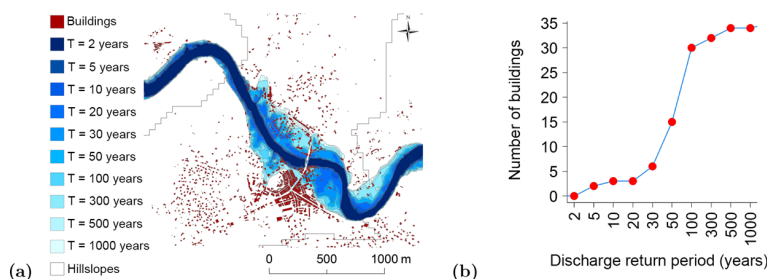 Buildings
T = 2 years
T = 5 years
T = 10 years
T = 20 years
T = 30 years
T = 50 years
T = 100 years
T = 300 years
T = 500 years
T = 1000 years
Hillslopes
N
0 500 1000 m
(a)
35
30
25
20
15
10
5
0
Number of buildings
2 5 10 20 30 50 100 300 500 1000
Discharge return period (years)
(b)